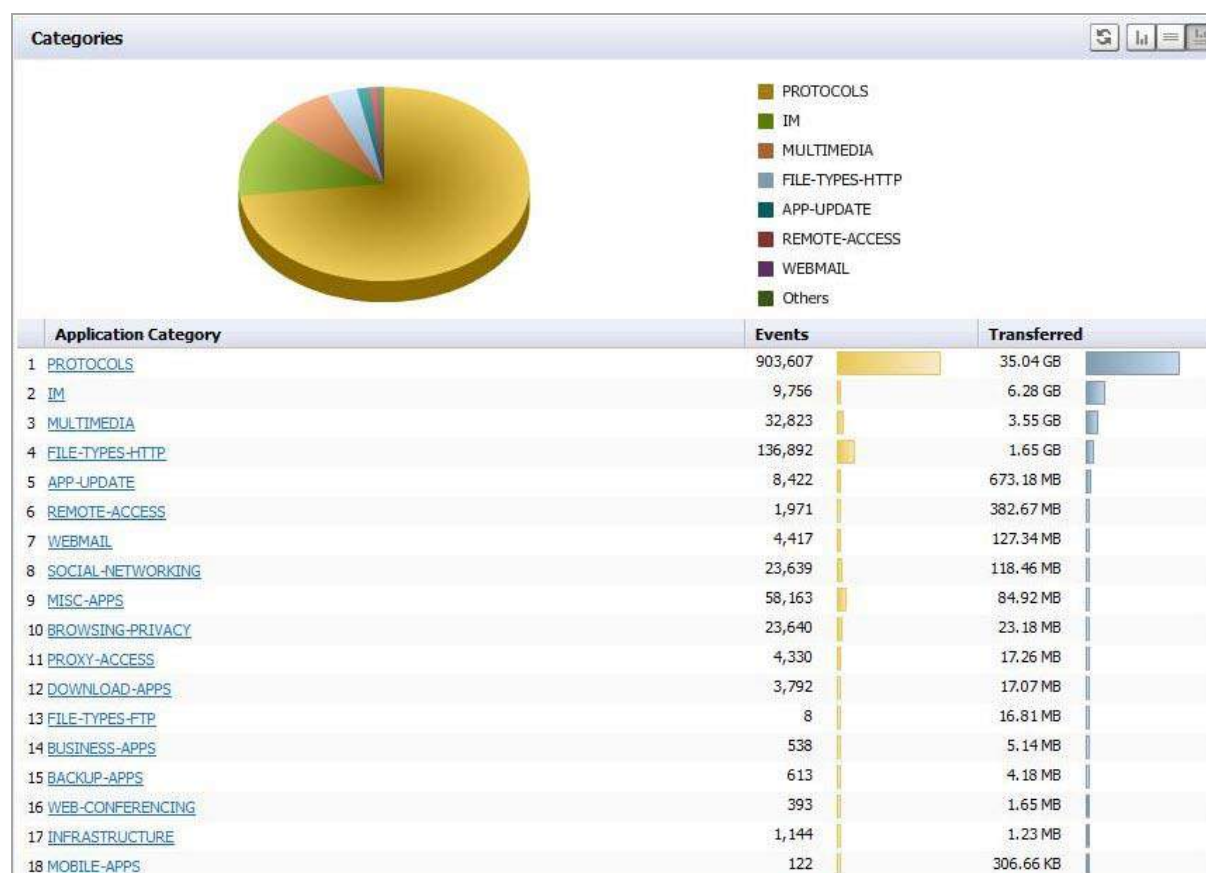 Categories
PROTOCOLS
IM
MULTIMEDIA
FILE-TYPES-HTTP
APP-UPDATE
REMOTE-ACCESS
WEBMAIL
Others
Application Category Events Transferred
1 PROTOCOLS 903,607 35.04 GB
2 IM 9,756 6.28 GB
3 MULTIMEDIA 32,823 3.55 GB
4 FILE-TYPES-HTTP 136,892 1.65 GB
5 APP-UPDATE 8,422 673.18 MB
6 REMOTE-ACCESS 1,971 382.67 MB
7 WEBMAIL 4,417 127.34 MB
8 SOCIAL-NETWORKING 23,639 118.46 MB
9 MISC-APPS 58,163 84.92 MB
10 BROWSING-PRIVACY 23,640 23.18 MB
11 PROXY-ACCESS 4,330 17.26 MB
12 DOWNLOAD-APPS 3,792 17.07 MB
13 FILE-TYPES-FTP 8 16.81 MB
14 BUSINESS-APPS 538 5.14 MB
15 BACKUP-APPS 613 4.18 MB
16 WEB-CONFERENCING 393 1.65 MB
17 INFRASTRUCTURE 1,144 1.23 MB
18 MOBILE-APPS 122 306.66 KB